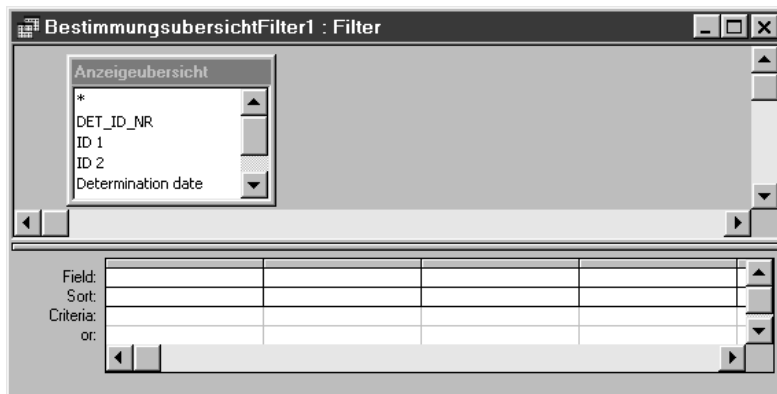 BestimmungsubersichtFilter1 : Filter
Anzeigeubersicht
*
DET_ID_NR
ID 1
ID 2
Determination date
Field:
Sort:
Criteria:
or: